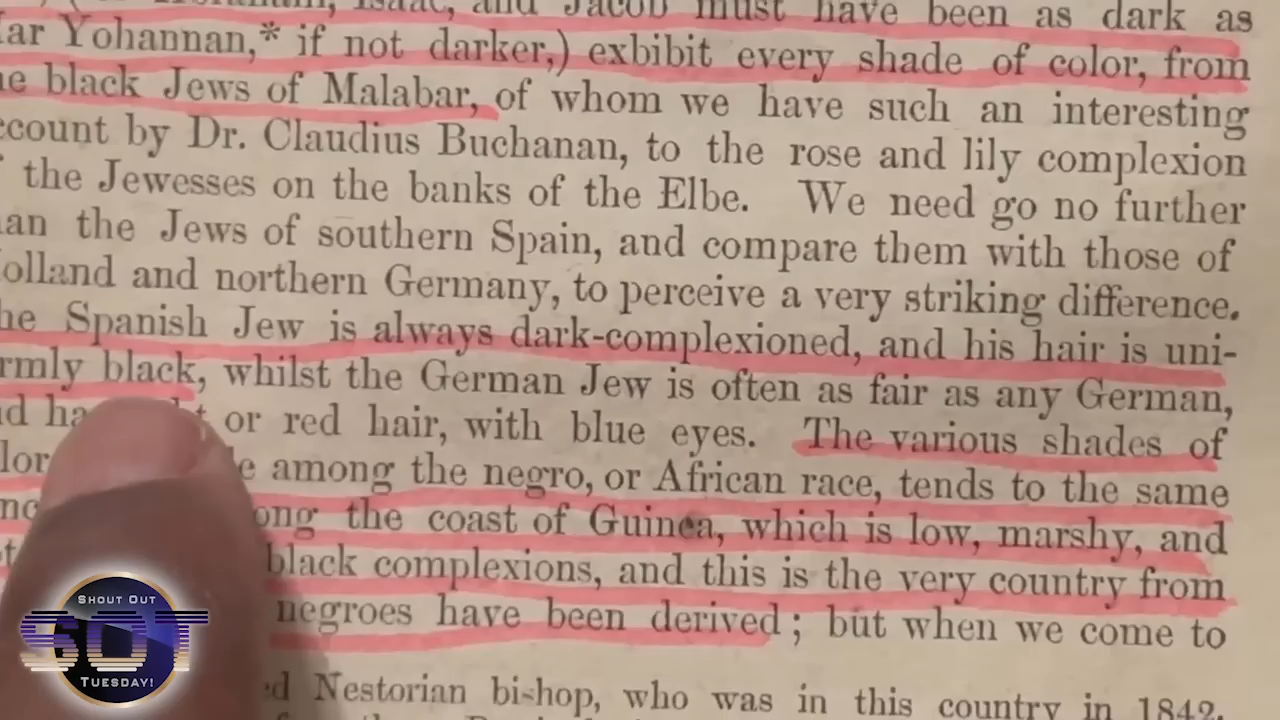 Isaac, and Jacob must have been as dark as
ar Yohannan,* if not darker,) exbibit every shade of color, from
e black Jews of Malabar, of whom we have such an interesting
ccount by Dr. Claudius Buchanan, to the rose and lily complexion
the Jewesses on the banks of the Elbe. We need go no further
an the Jews of southern Spain, and compare them with those of
olland and northern Germany, to perceive a very striking difference.
he Spanish Jew is always dark-complexioned, and his hair is uni-
rmly black, whilst the German Jew is often as fair as any German,
d ha t or red hair, with blue eyes. The various shades of
lor e among the negro, or African race, tends to the same
ong the coast of Guinea, which is low, marshy, and
black complexions, and this is the very country from
negroes have been derived; but when we come to
d Nestorian bishop, who was in this country in 1842.
SHOUT OUT
SOT
TUESDAY!